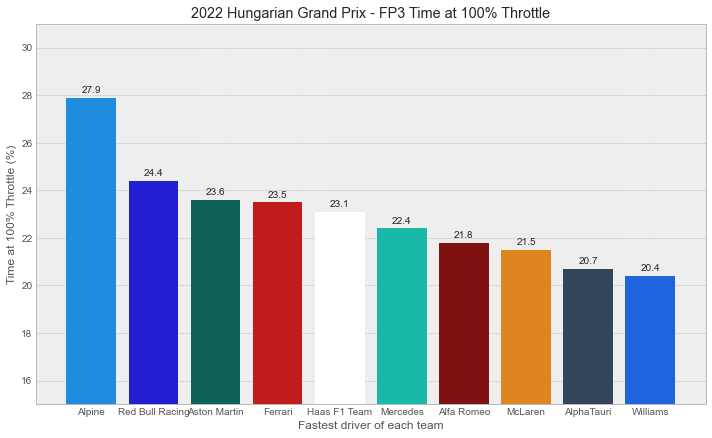 2022 Hungarian Grand Prix - FP3 Time at 100% Throttle
Time at 100% Throttle (%)
30
28
26
24
22
20
18
16
27.9
24.4
23.6
23.5
23.1
22.4
21.8
21.5
20.7
20.4
Alpine
Red Bull Racing
Aston Martin
Ferrari
Haas F1 Team
Mercedes
Alfa Romeo
McLaren
AlphaTauri
Williams
Fastest driver of each team